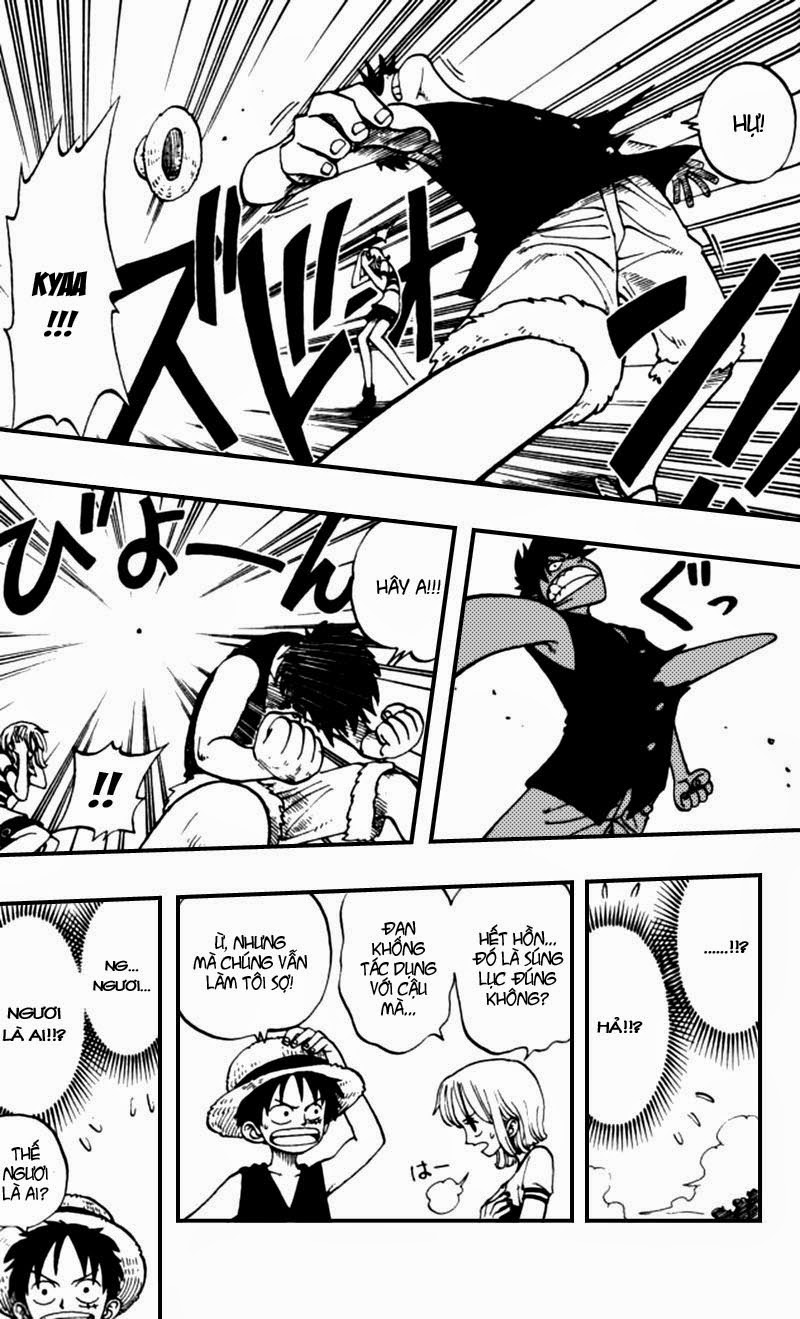 HỰ!
KYAA
!!!
ズドォォ!!!
ぐっ
HÂY A!!!
びよーん
!!
......!!?
HẢ!!?
HẾT HỒN...
ĐÓ LÀ SÚNG
LỤC ĐÚNG
KHÔNG?
ĐẠN
KHÔNG
TÁC DỤNG
VỚI CẬU
MÀ...
Ừ, NHƯNG
MÀ CHÚNG VẪN
LÀM TÔI SỢ!
はー
NG...
NGƯƠI...
NGƯƠI
LÀ AI!!?
THẾ
NGƯƠI
LÀ AI?